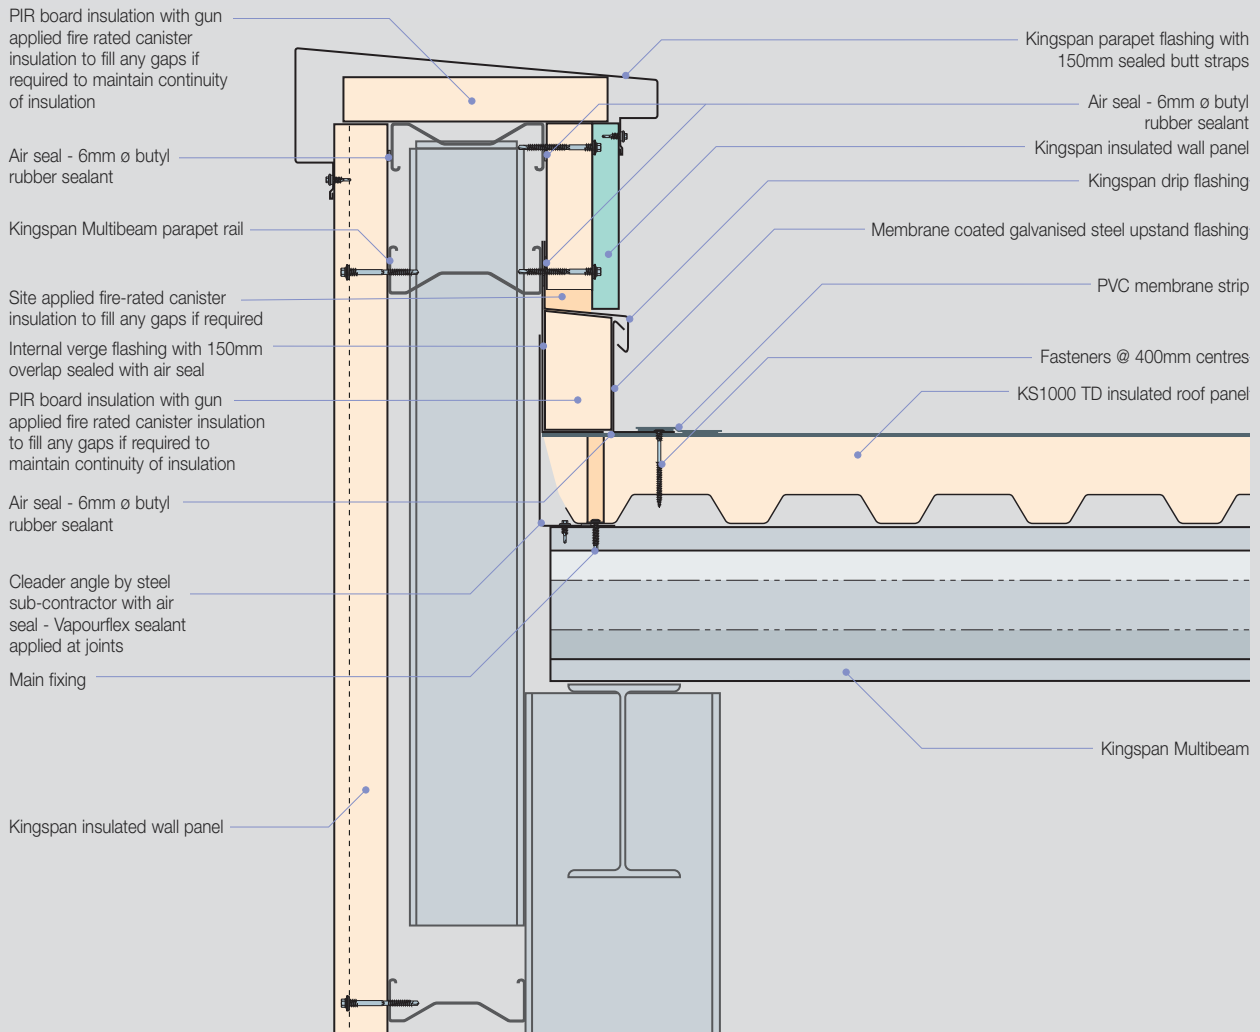 PIR board insulation with gun
applied fire rated canister
insulation to fill any gaps if
required to maintain continuity
of insulation
Air seal - 6mm ø butyl
rubber sealant
Kingspan Multibeam parapet rail
Site applied fire-rated canister
insulation to fill any gaps if required
Internal verge flashing with 150mm
overlap sealed with air seal
PIR board insulation with gun
applied fire rated canister insulation
to fill any gaps if required to
maintain continuity of insulation
Air seal - 6mm ø butyl
rubber sealant
Cleader angle by steel
sub-contractor with air
seal - Vapourflex sealant
applied at joints
Main fixing
Kingspan insulated wall panel
Kingspan parapet flashing with
150mm sealed butt straps
Air seal - 6mm ø butyl
rubber sealant
Kingspan insulated wall panel
Kingspan drip flashing
Membrane coated galvanised steel upstand flashing
PVC membrane strip
Fasteners @ 400mm centres
KS1000 TD insulated roof panel
Kingspan Multibeam